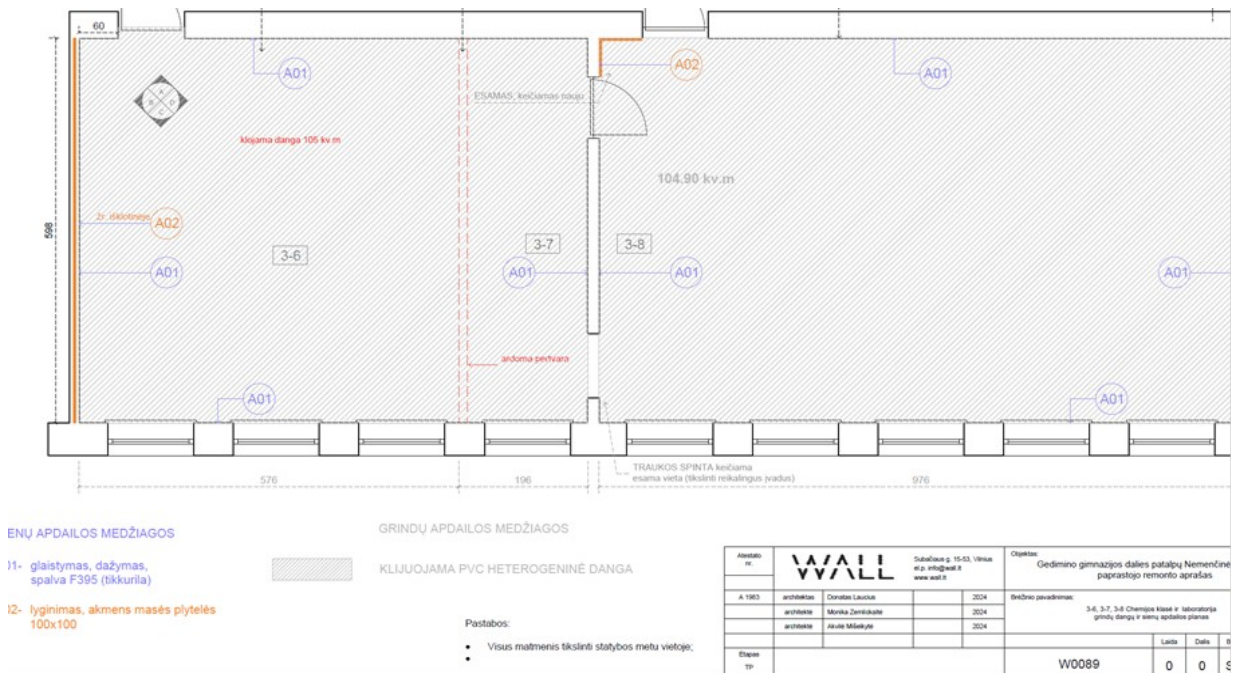 60
A01
A02
A01
ESAMAS, keičiamas nauju
A
B
D
C
klojama danga 105 kv.m
104.90 kv.m
598
žr. išklotinėje
A02
3-6
3-7
3-8
A01
A01
A01
A01
ardoma pertvara
A01
A01
576
196
TRAUKOS SPINTA keičiama
esama vieta (tikslinti reikalingus įvadus)
976
ENŲ APDAILOS MEDŽIAGOS
01- glaistymas, dažymas,
spalva F395 (tikkurila)
02- lyginimas, akmens masės plytelės
100x100
GRINDŲ APDAILOS MEDŽIAGOS
KLIJUOJAMA PVC HETEROGENINĖ DANGA
Pastabos:
• Visus matmenis tikslinti statybos metu vietoje;
•
Atestato
nr.
WALL
Subačiaus g. 15-53, Vilnius
el.p. info@wall.lt
www.wall.lt
Objektas:
Gedimino gimnazijos dalies patalpų Nemenčinė
paprastojo remonto aprašas
A 1983 architektas Donatas Laucius 2024
architektė Monika Zemlickaitė 2024
architektė Akvilė Mišeikytė 2024
Brėžinio pavadinimas:
3-6, 3-7, 3-8 Chemijos klasė ir laboratorija
grindų dangų ir sienų apdailos planas
Laida Dalis
Etapas
TP
W0089 0 0 S